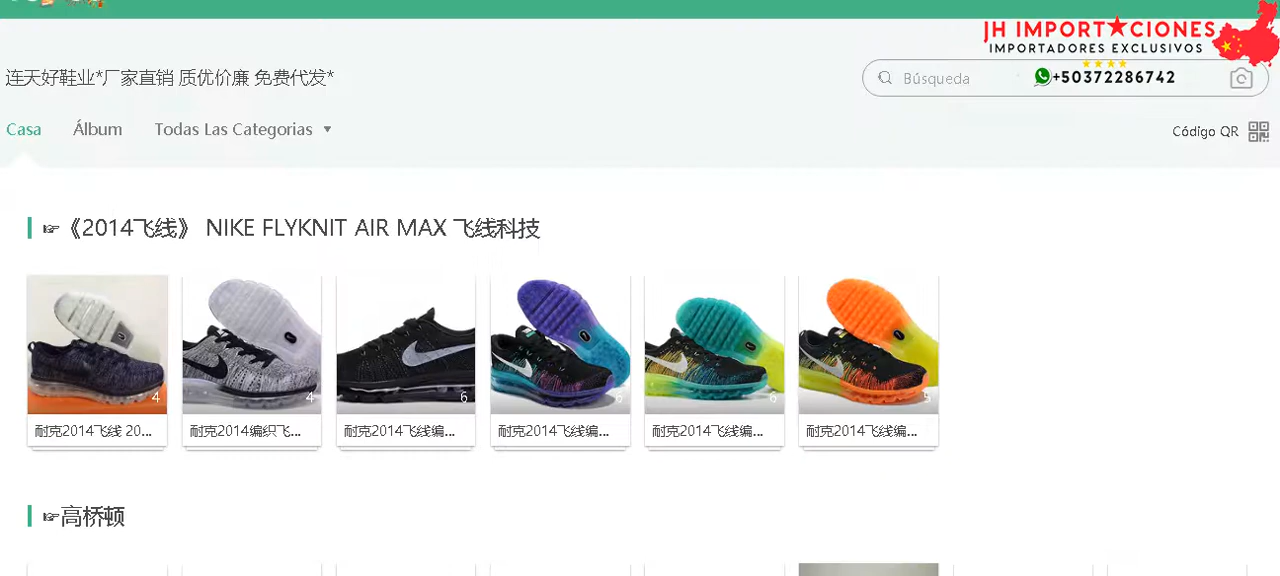 JH IMPORT★CIONES
IMPORTADORES EXCLUSIVOS
连天好鞋业*厂家直销 质优价廉 免费代发*
Búsqueda
+50372286742
Casa
Álbum
Todas Las Categorias ▼
Código QR
☞《2014飞线》 NIKE FLYKNIT AIR MAX 飞线科技
4
4
6
6
6
5
耐克2014飞线 20...
耐克2014编织飞...
耐克2014飞线编...
耐克2014飞线编...
耐克2014飞线编...
耐克2014飞线编...
☞高桥顿